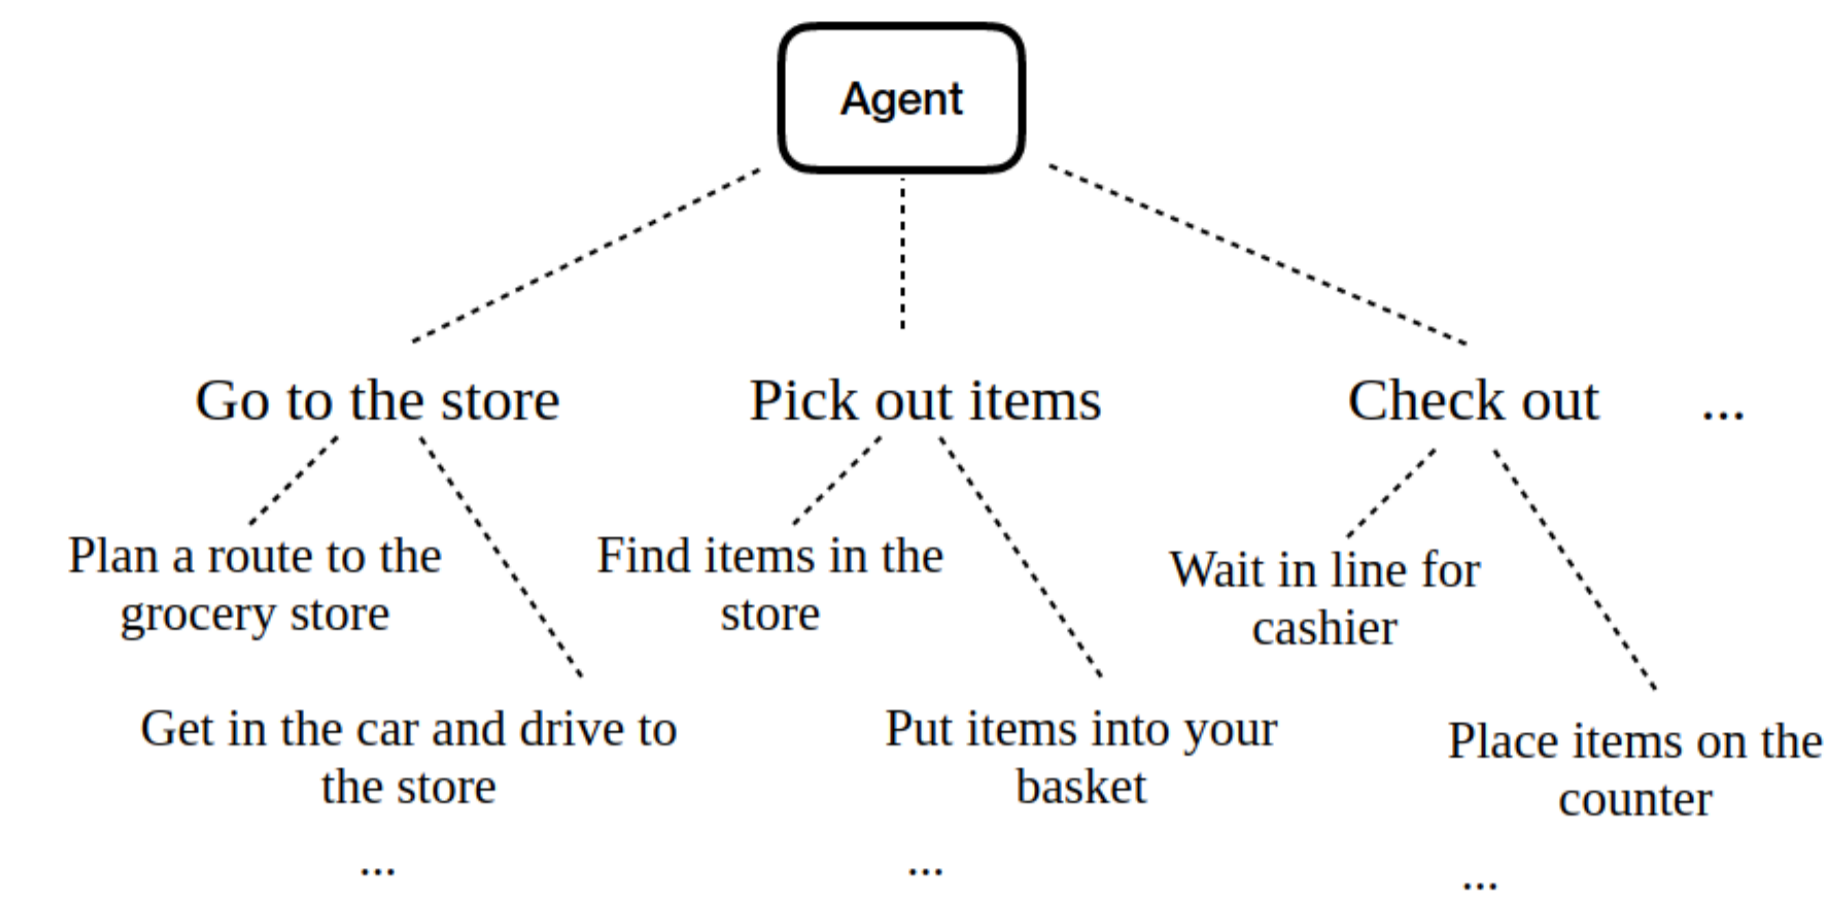 Agent
Go to the store
Pick out items
Check out
...
Plan a route to the
grocery store
Find items in the
store
Wait in line for
cashier
Get in the car and drive to
the store
Put items into your
basket
Place items on the
counter
...
...
...